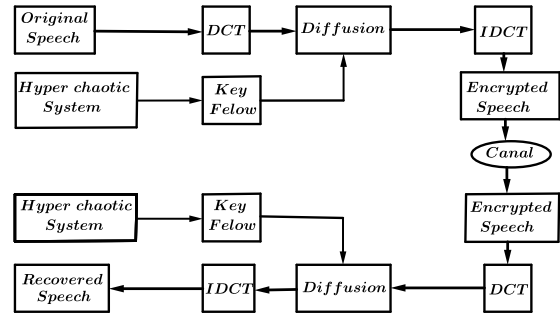 Original
Speech
DCT
Diffusion
IDCT
Hyper chaotic
System
Key
Felow
Encrypted
Speech
Canal
Hyper chaotic
System
Key
Felow
Encrypted
Speech
Recovered
Speech
IDCT
Diffusion
DCT